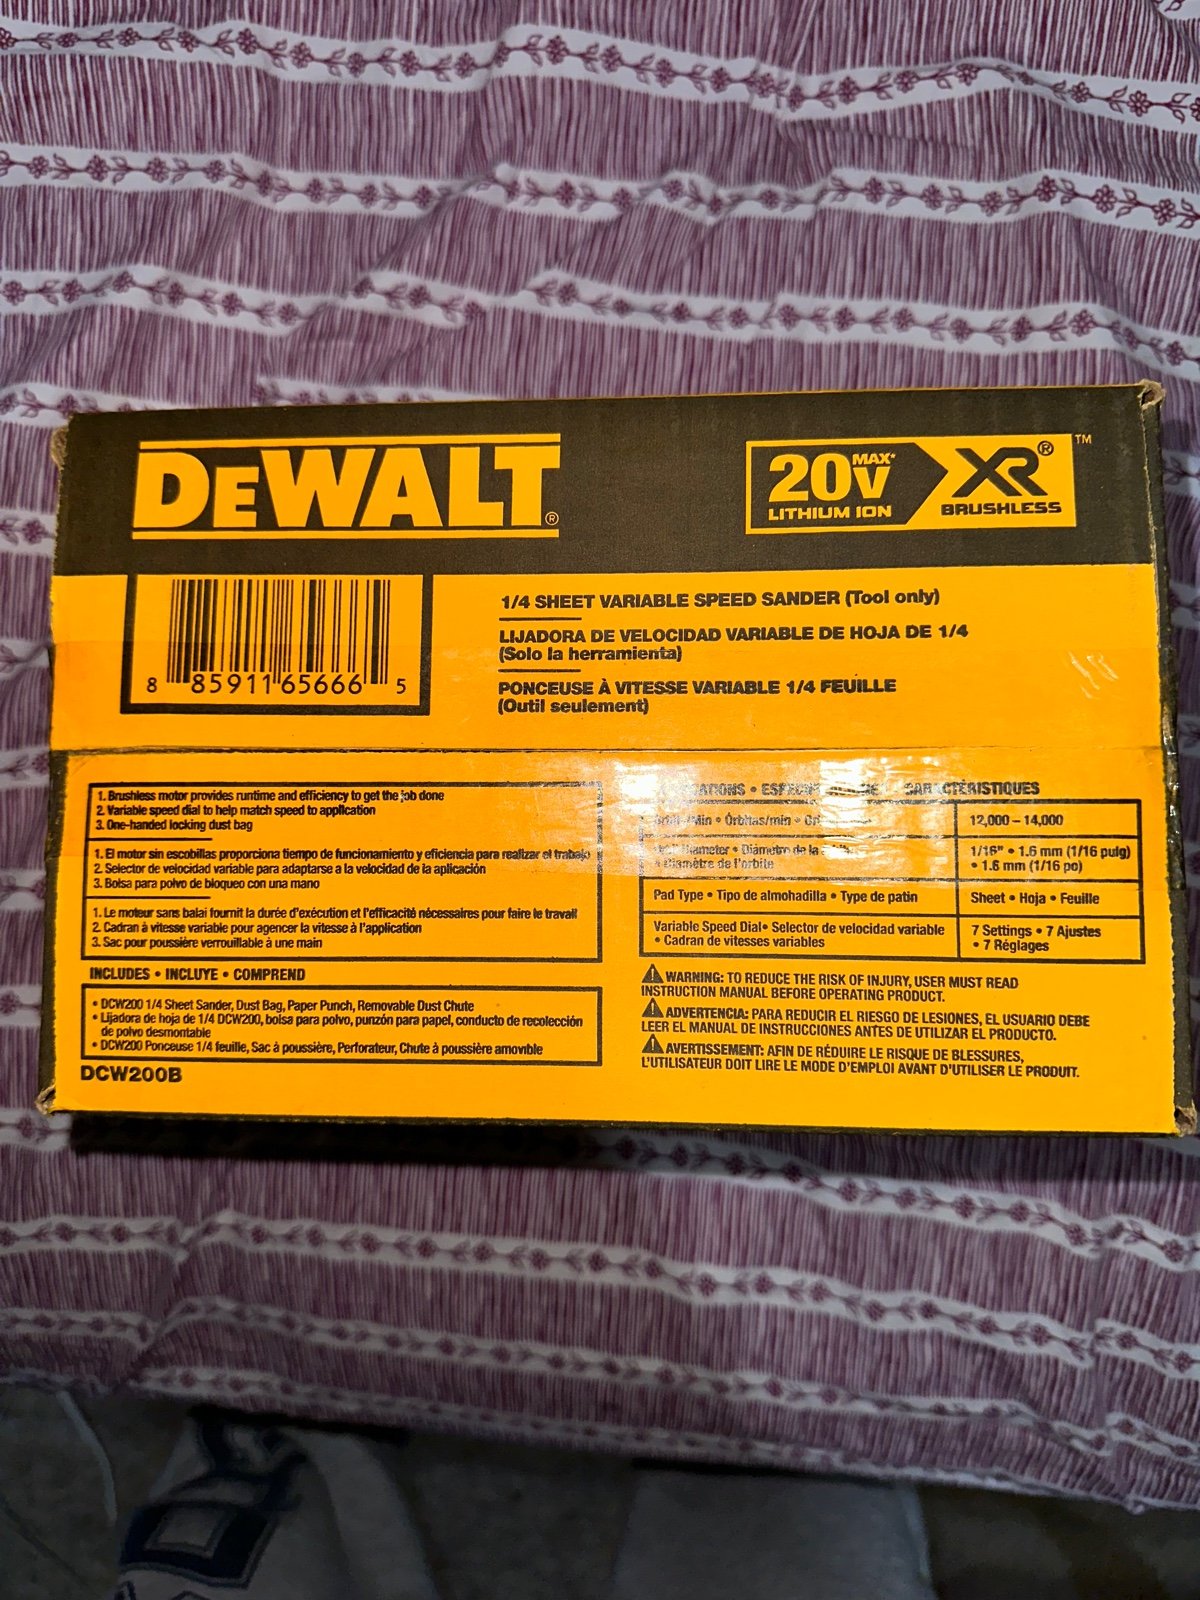 DEWALT®
20V MAX* XR® ™
LITHIUM ION BRUSHLESS
8 85911 65666 5
1/4 SHEET VARIABLE SPEED SANDER (Tool only)
LIJADORA DE VELOCIDAD VARIABLE DE HOJA DE 1/4
(Solo la herramienta)
PONCEUSE À VITESSE VARIABLE 1/4 FEUILLE
(Outil seulement)
1. Brushless motor provides runtime and efficiency to get the job done
2. Variable speed dial to help match speed to application
3. One-handed locking dust bag
1. El motor sin escobillas proporciona tiempo de funcionamiento y eficiencia para realizar el trabajo
2. Selector de velocidad variable para adaptarse a la velocidad de la aplicación
3. Bolsa para polvo de bloqueo con una mano
1. Le moteur sans balai fournit la durée d'exécution et l'efficacité nécessaires pour faire le travail
2. Cadran à vitesse variable pour agencer la vitesse à l'application
3. Sac pour poussière verrouillable à une main
INCLUDES • INCLUYE • COMPREND
• DCW200 1/4 Sheet Sander, Dust Bag, Paper Punch, Removable Dust Chute
• Lijadora de hoja de 1/4 DCW200, bolsa para polvo, punzón para papel, conducto de recolección
de polvo desmontable
• DCW200 Ponceuse 1/4 feuille, Sac à poussière, Perforateur, Chute à poussière amovible
DCW200B
CARACTÉRISTIQUES
• Órbitas/min • 12,000 – 14,000
Diameter • Diámetro de la 1/16" • 1.6 mm (1/16 pulg)
• Diamètre de l'orbite • 1.6 mm (1/16 po)
Pad Type • Tipo de almohadilla • Type de patin Sheet • Hoja • Feuille
Variable Speed Dial• Selector de velocidad variable 7 Settings • 7 Ajustes
• Cadran de vitesses variables • 7 Réglages
WARNING: TO REDUCE THE RISK OF INJURY, USER MUST READ
INSTRUCTION MANUAL BEFORE OPERATING PRODUCT.
ADVERTENCIA: PARA REDUCIR EL RIESGO DE LESIONES, EL USUARIO DEBE
LEER EL MANUAL DE INSTRUCCIONES ANTES DE UTILIZAR EL PRODUCTO.
AVERTISSEMENT: AFIN DE RÉDUIRE LE RISQUE DE BLESSURES,
L'UTILISATEUR DOIT LIRE LE MODE D'EMPLOI AVANT D'UTILISER LE PRODUIT.